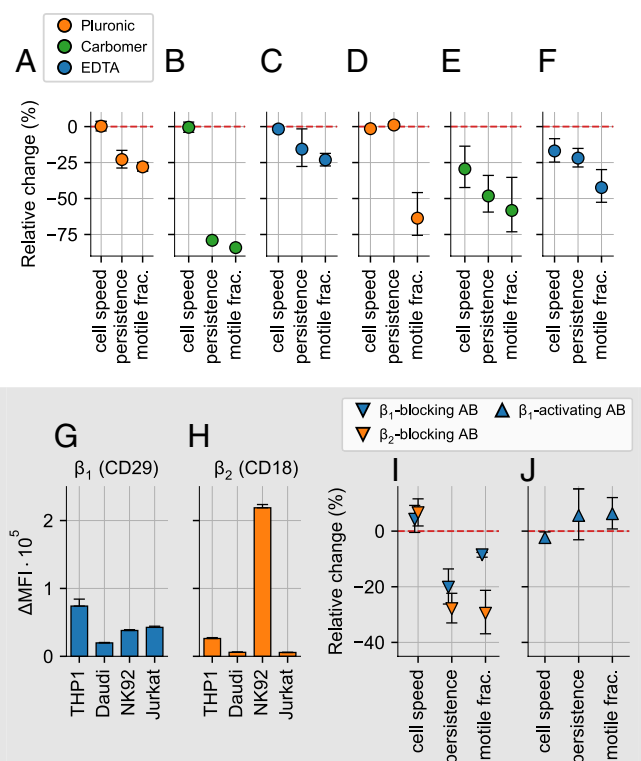 Pluronic
Carbomer
EDTA
A
B
C
D
E
F
Relative change (%)
0
−25
−50
−75
cell speed
persistence
motile frac.
cell speed
persistence
motile frac.
cell speed
persistence
motile frac.
cell speed
persistence
motile frac.
cell speed
persistence
motile frac.
cell speed
persistence
motile frac.
β₁-blocking AB
β₁-activating AB
β₂-blocking AB
G
H
I
J
β₁ (CD29)
β₂ (CD18)
ΔMFI · 10⁵
2
1
0
THP1
Daudi
NK92
Jurkat
THP1
Daudi
NK92
Jurkat
Relative change (%)
0
−20
−40
cell speed
persistence
motile frac.
cell speed
persistence
motile frac.